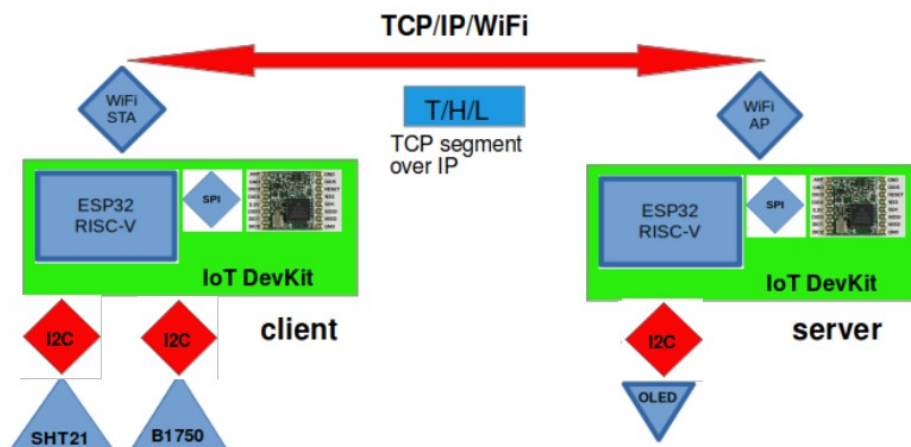 TCP/IP/WiFi
WiFi
STA
T/H/L
WiFi
AP
TCP segment
over IP
ESP32
RISC-V
SPI
IoT DevKit
ESP32
RISC-V
SPI
IoT DevKit
I2C
I2C
client
I2C
server
SHT21
B1750
OLED